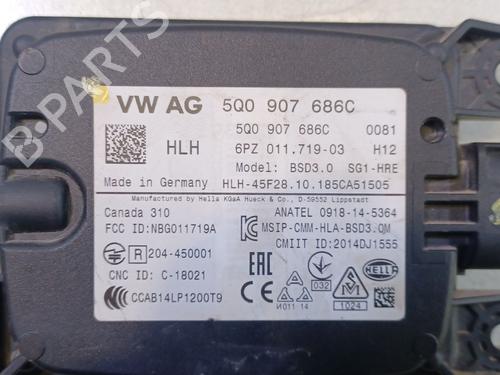 B-PARTS
VW AG 5Q0 907 686C
5Q0 907 686C 0081
HLH 6PZ 011.719-03 H12
Model: BSD3.0 SG1-HRE
Made in Germany HLH-45F28.10.185CA51505
Manufactured by Hella KGaA Hueck & Co., D-59552 Lippstadt
Canada 310 ANATEL 0918-14-5364
FCC ID:NBG011719A MSIP-CMM-HLA-BSD3.0M
204-450001 CMIIT ID:2014DJ1555
CNC ID: C-18021 EAC 032 HELLA
CCAB14LP1200T9 И011 14 1024